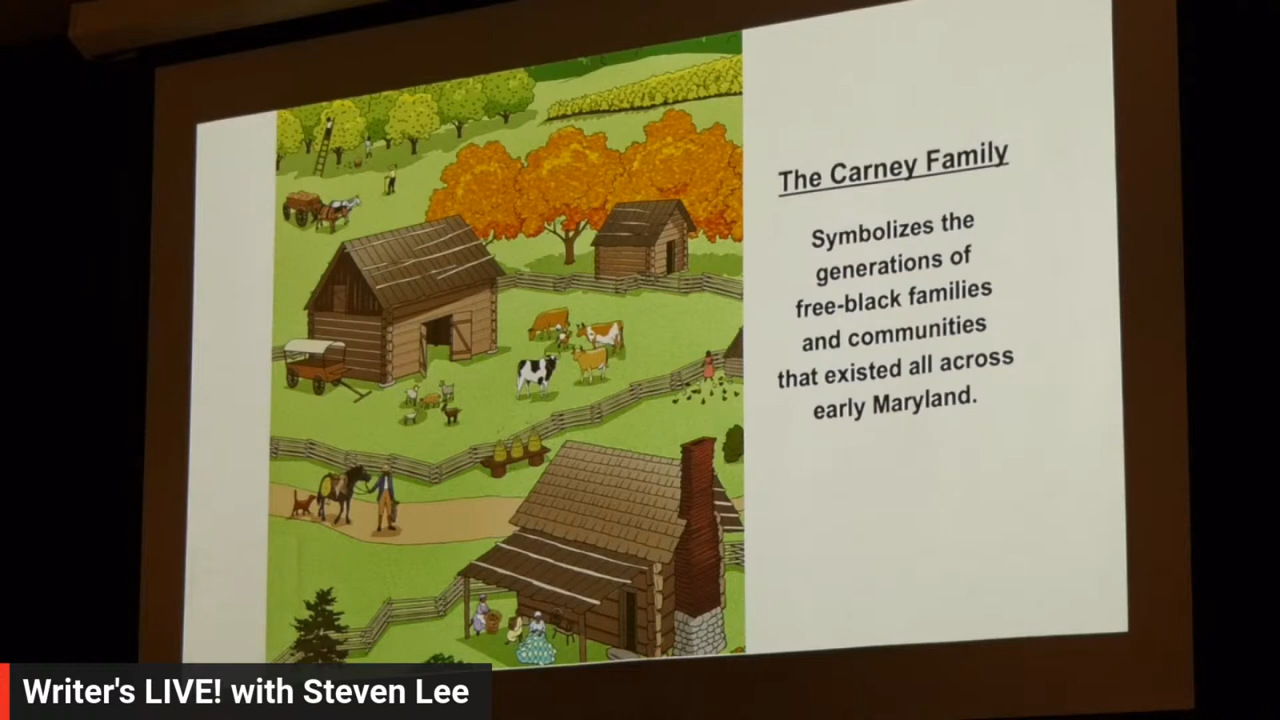 The Carney Family
Symbolizes the
generations of
free-black families
and communities
that existed all across
early Maryland.
Writer's LIVE! with Steven Lee